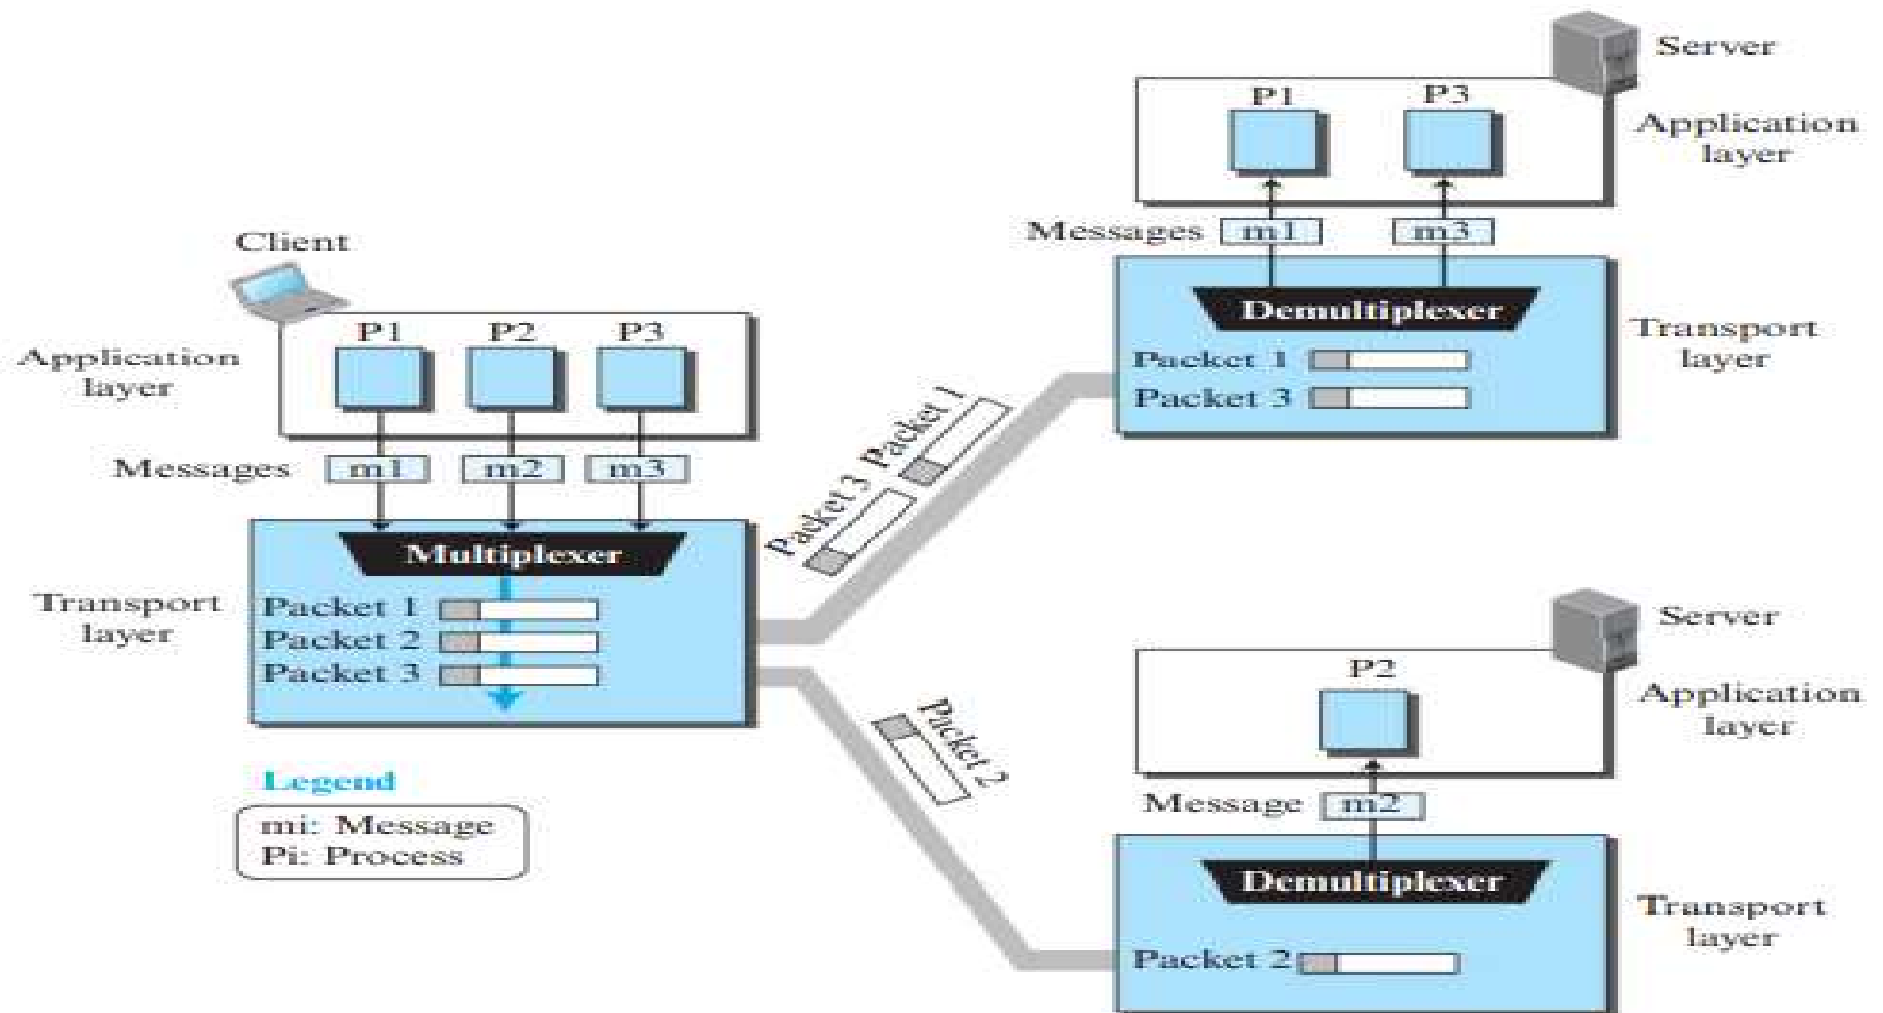 Client
Application
layer
P1 P2 P3
Messages m1 m2 m3
Multiplexer
Transport
layer
Packet 1
Packet 2
Packet 3
Legend
mi: Message
Pi: Process
Packet 3
Packet 1
Packet 2
Server
P1 P3
Application
layer
Messages m1 m3
Demultiplexer
Transport
layer
Packet 1
Packet 3
Server
P2
Application
layer
Message m2
Demultiplexer
Transport
layer
Packet 2